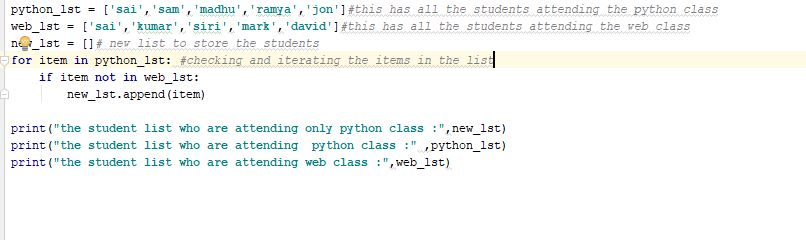 python_lst = ['sai','sam','madhu','ramya','jon']#this has all the students attending the python class
web_lst = ['sai','kumar','siri','mark','david']#this has all the students attending the web class
new_lst = []# new list to store the students
for item in python_lst: #checking and iterating the items in the list
    if item not in web_lst:
        new_lst.append(item)
print("the student list who are attending only python class :",new_lst)
print("the student list who are attending  python class :" ,python_lst)
print("the student list who are attending web class :",web_lst)